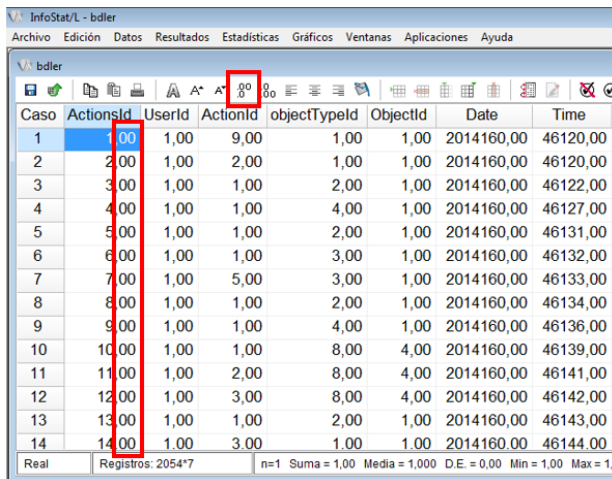 InfoStat/L - bdler
Archivo Edición Datos Resultados Estadísticas Gráficos Ventanas Aplicaciones Ayuda
bdler
Caso ActionsId UserId ActionId objectTypeId ObjectId Date Time
1 1,00 1,00 9,00 1,00 1,00 2014160,00 46120,00
2 2,00 1,00 2,00 1,00 1,00 2014160,00 46120,00
3 3,00 1,00 1,00 2,00 1,00 2014160,00 46122,00
4 4,00 1,00 1,00 4,00 1,00 2014160,00 46127,00
5 5,00 1,00 1,00 2,00 1,00 2014160,00 46131,00
6 6,00 1,00 1,00 3,00 1,00 2014160,00 46132,00
7 7,00 1,00 5,00 3,00 1,00 2014160,00 46133,00
8 8,00 1,00 1,00 2,00 1,00 2014160,00 46134,00
9 9,00 1,00 1,00 4,00 1,00 2014160,00 46136,00
10 10,00 1,00 1,00 8,00 4,00 2014160,00 46139,00
11 11,00 1,00 2,00 8,00 4,00 2014160,00 46141,00
12 12,00 1,00 3,00 8,00 4,00 2014160,00 46142,00
13 13,00 1,00 1,00 2,00 1,00 2014160,00 46143,00
14 14,00 1,00 3,00 1,00 1,00 2014160,00 46144,00
Real Registros: 2054*7 n=1 Suma = 1,00 Media = 1,000 D.E. = 0,00 Min = 1,00 Max = 1,